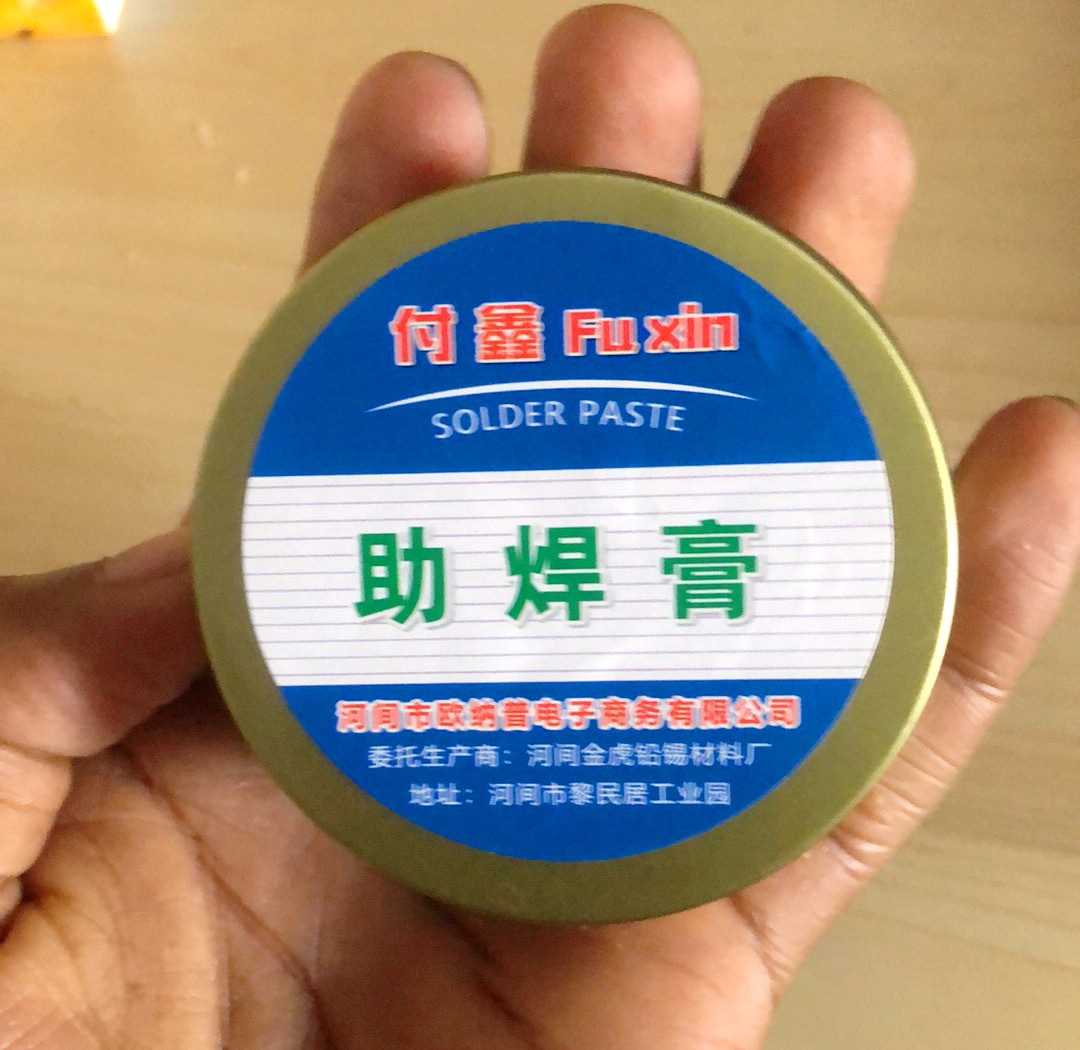 付鑫 Fu xin
SOLDER PASTE
助焊膏
河间市欧纳普电子商务有限公司
委托生产商：河间金虎铅锡材料厂
地址：河间市黎民居工业园